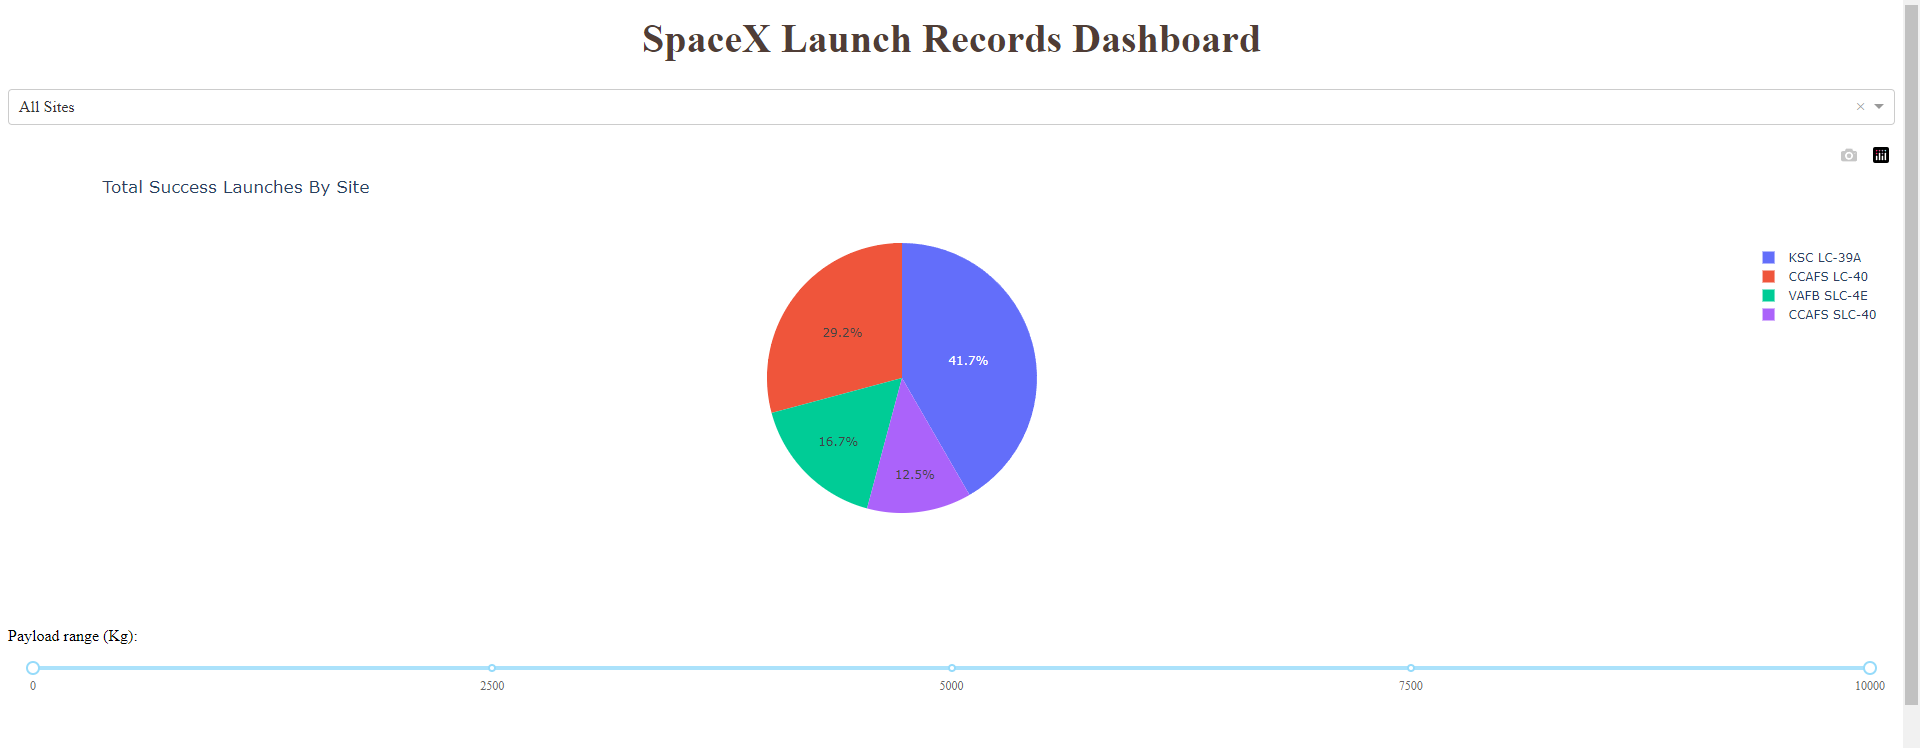 SpaceX Launch Records Dashboard
All Sites
Total Success Launches By Site
KSC LC-39A
CCAFS LC-40
VAFB SLC-4E
CCAFS SLC-40
29.2%
41.7%
16.7%
12.5%
Payload range (Kg):
0 2500 5000 7500 10000